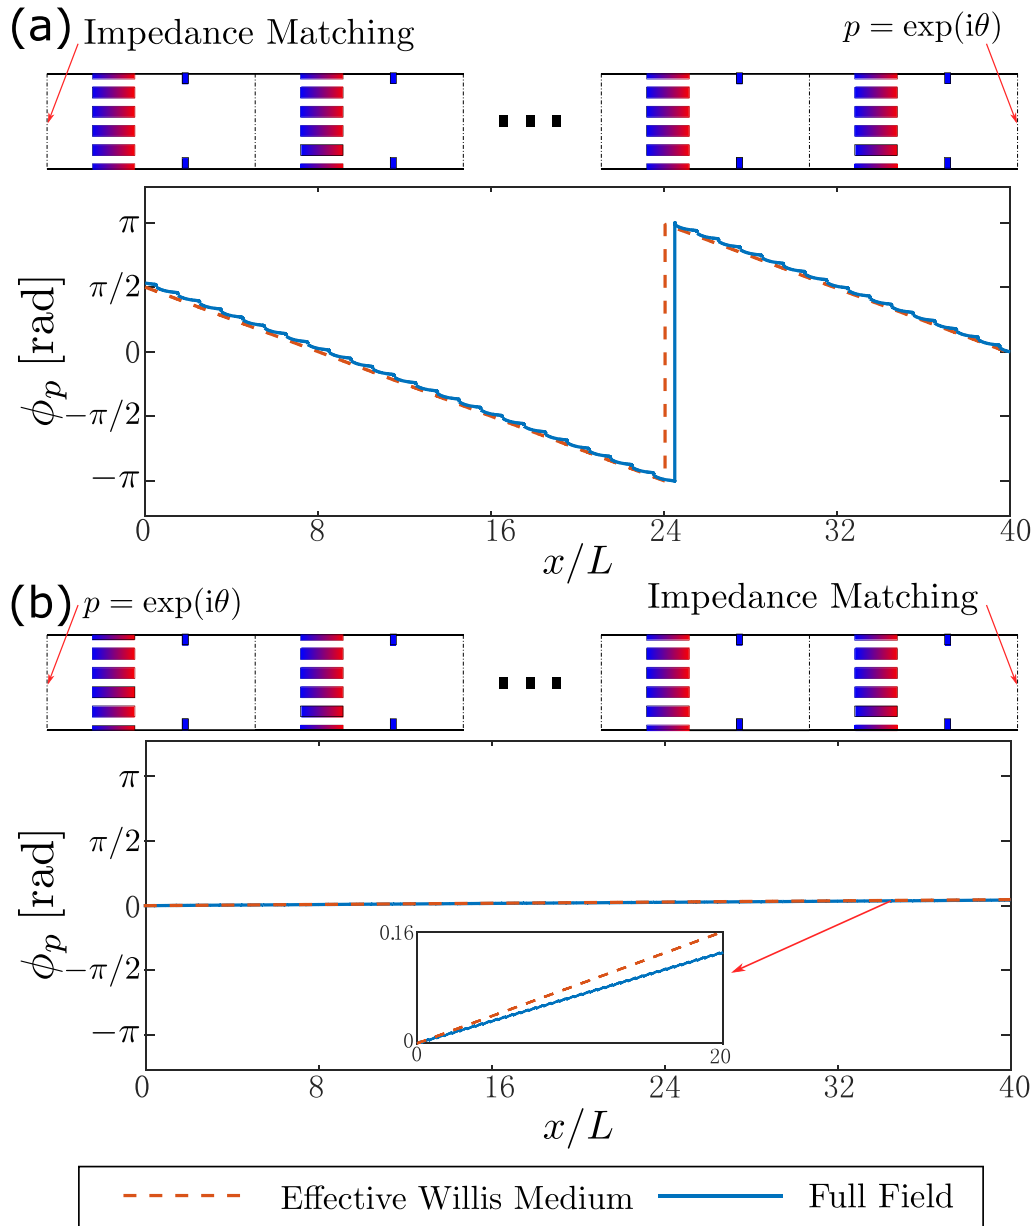 (a) Impedance Matching
p = exp(iθ)
π
π/2
0
−π/2
−π
ϕp [rad]
0 8 16 24 32 40
x/L
(b) p = exp(iθ)
Impedance Matching
π
π/2
0
−π/2
−π
ϕp [rad]
0.16
0
0 20
0 8 16 24 32 40
x/L
Effective Willis Medium Full Field